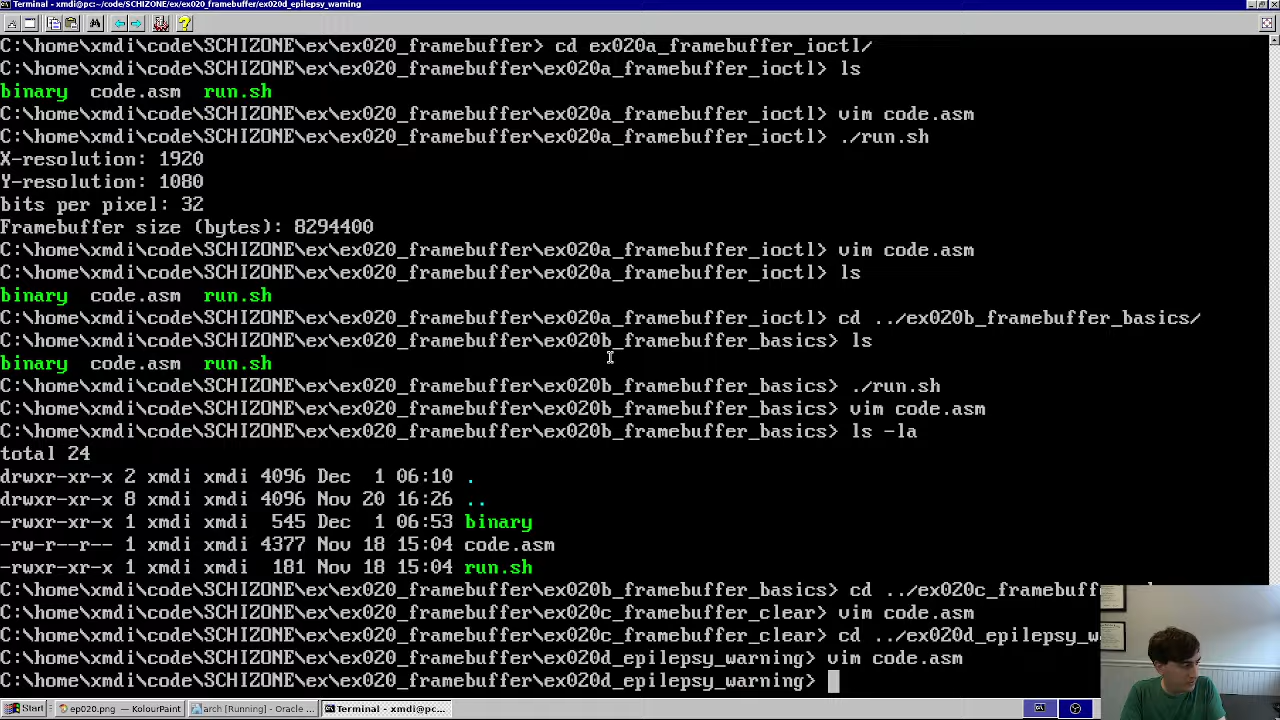 Terminal - xmdi@pc:~/code/SCHIZONE/ex/ex020_framebuffer/ex020d_epilepsy_warning
C:\home\xmdi\code\SCHIZONE\ex\ex020_framebuffer> cd ex020a_framebuffer_ioctl/
C:\home\xmdi\code\SCHIZONE\ex\ex020_framebuffer\ex020a_framebuffer_ioctl> ls
binary code.asm run.sh
C:\home\xmdi\code\SCHIZONE\ex\ex020_framebuffer\ex020a_framebuffer_ioctl> vim code.asm
C:\home\xmdi\code\SCHIZONE\ex\ex020_framebuffer\ex020a_framebuffer_ioctl> ./run.sh
X-resolution: 1920
Y-resolution: 1080
bits per pixel: 32
Framebuffer size (bytes): 8294400
C:\home\xmdi\code\SCHIZONE\ex\ex020_framebuffer\ex020a_framebuffer_ioctl> vim code.asm
C:\home\xmdi\code\SCHIZONE\ex\ex020_framebuffer\ex020a_framebuffer_ioctl> ls
binary code.asm run.sh
C:\home\xmdi\code\SCHIZONE\ex\ex020_framebuffer\ex020a_framebuffer_ioctl> cd ../ex020b_framebuffer_basics/
C:\home\xmdi\code\SCHIZONE\ex\ex020_framebuffer\ex020b_framebuffer_basics> ls
binary code.asm run.sh
C:\home\xmdi\code\SCHIZONE\ex\ex020_framebuffer\ex020b_framebuffer_basics> ./run.sh
C:\home\xmdi\code\SCHIZONE\ex\ex020_framebuffer\ex020b_framebuffer_basics> vim code.asm
C:\home\xmdi\code\SCHIZONE\ex\ex020_framebuffer\ex020b_framebuffer_basics> ls -la
total 24
drwxr-xr-x 2 xmdi xmdi 4096 Dec 1 06:10 .
drwxr-xr-x 8 xmdi xmdi 4096 Nov 20 16:26 ..
-rwxr-xr-x 1 xmdi xmdi 545 Dec 1 06:53 binary
-rw-r--r-- 1 xmdi xmdi 4377 Nov 18 15:04 code.asm
-rwxr-xr-x 1 xmdi xmdi 181 Nov 18 15:04 run.sh
C:\home\xmdi\code\SCHIZONE\ex\ex020_framebuffer\ex020b_framebuffer_basics> cd ../ex020c_framebuff
C:\home\xmdi\code\SCHIZONE\ex\ex020_framebuffer\ex020c_framebuffer_clear> vim code.asm
C:\home\xmdi\code\SCHIZONE\ex\ex020_framebuffer\ex020c_framebuffer_clear> cd ../ex020d_epilepsy_w
C:\home\xmdi\code\SCHIZONE\ex\ex020_framebuffer\ex020d_epilepsy_warning> vim code.asm
C:\home\xmdi\code\SCHIZONE\ex\ex020_framebuffer\ex020d_epilepsy_warning>
Start ep020.png — KolourPaint arch [Running] - Oracle ... Terminal - xmdi@pc...